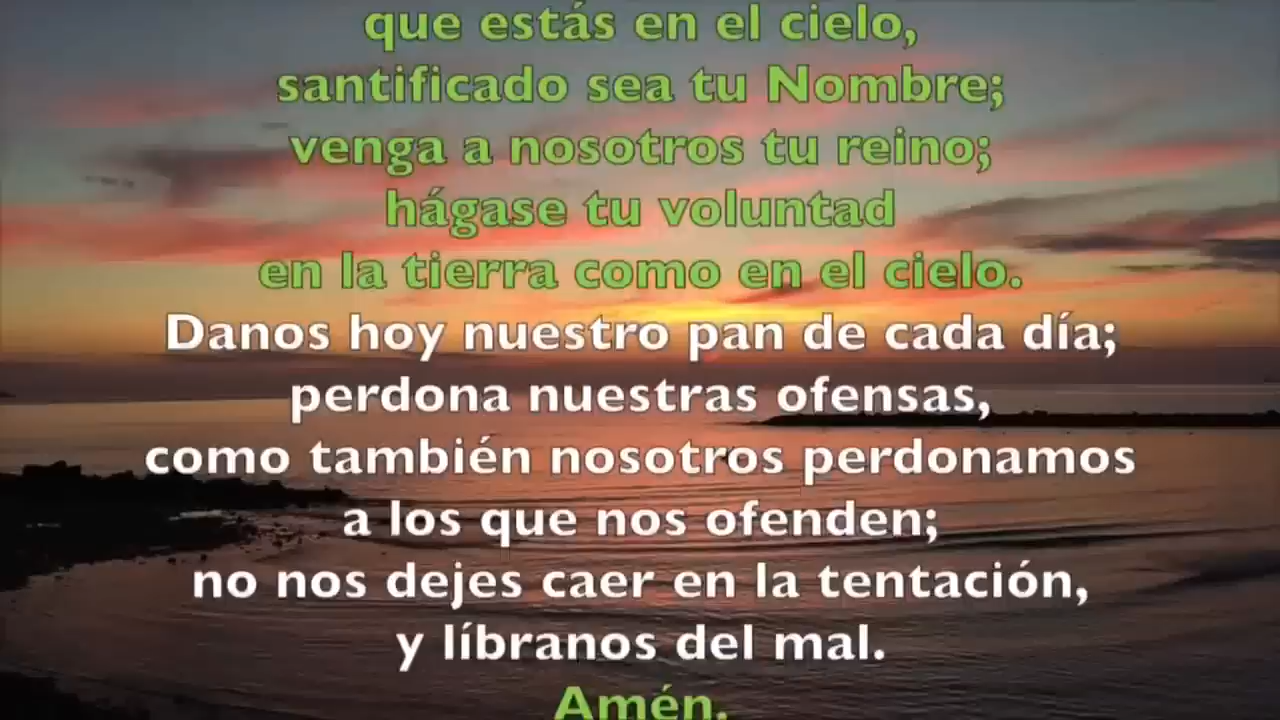 que estás en el cielo,
santificado sea tu Nombre;
venga a nosotros tu reino;
hágase tu voluntad
en la tierra como en el cielo.
Danos hoy nuestro pan de cada día;
perdona nuestras ofensas,
como también nosotros perdonamos
a los que nos ofenden;
no nos dejes caer en la tentación,
y líbranos del mal.
Amén.